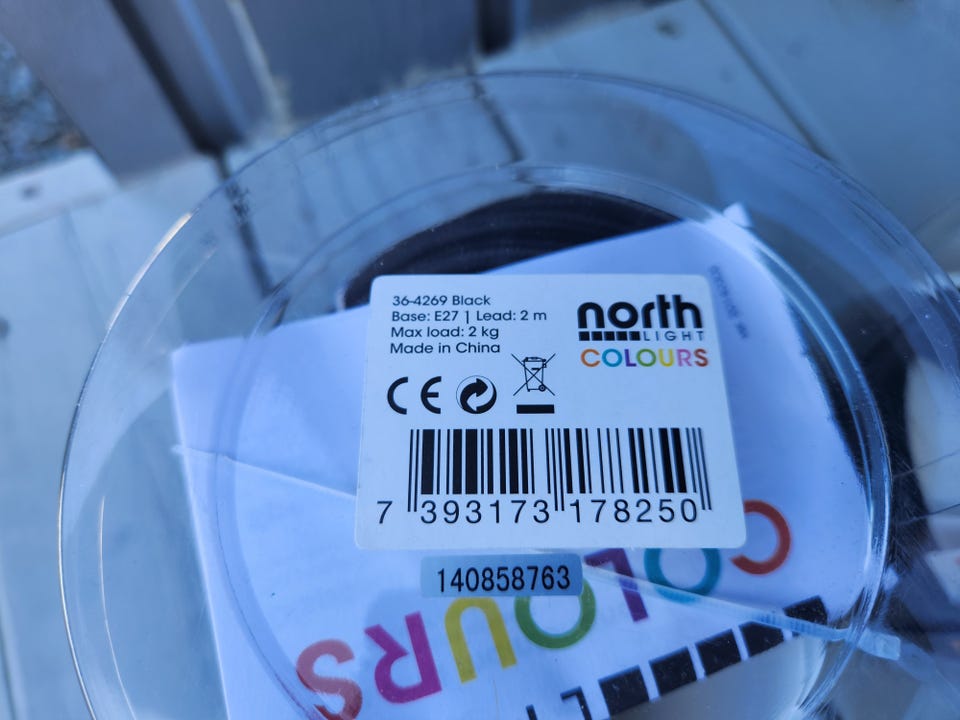 36-4269 Black
Base: E27 | Lead: 2 m
Max load: 2 kg
Made in China
north
LIGHT
COLOURS
CE
7 393173 178250
140858763
COLOURS